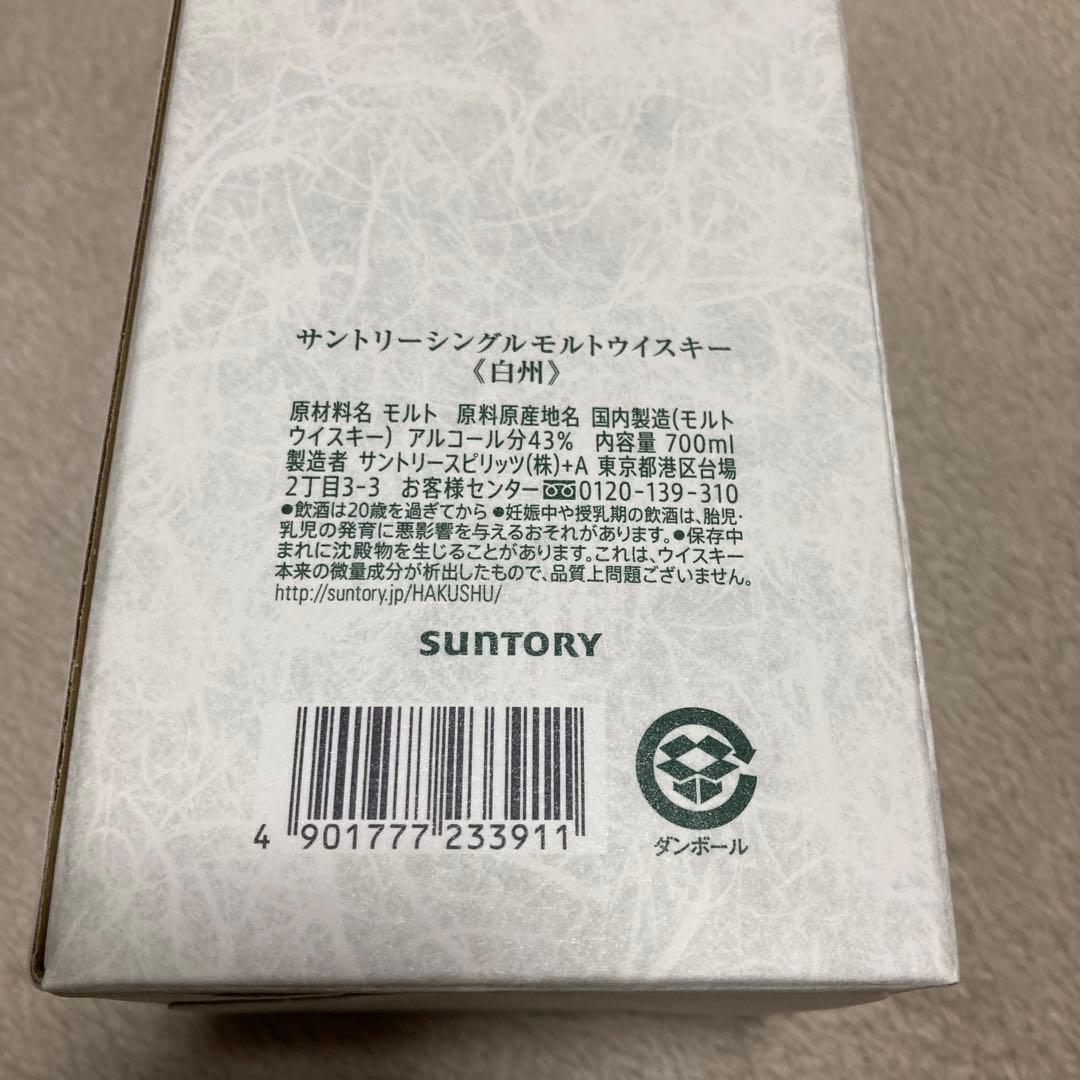 サントリーシングルモルトウイスキー
《白州》
原材料名 モルト 原料原産地名 国内製造(モルト
ウイスキー) アルコール分43% 内容量 700ml
製造者 サントリースピリッツ(株)+A 東京都港区台場
2丁目3-3 お客様センター 0120-139-310
●飲酒は20歳を過ぎてから ●妊娠中や授乳期の飲酒は、胎児・
乳児の発育に悪影響を与えるおそれがあります。●保存中
まれに沈殿物を生じることがあります。これは、ウイスキー
本来の微量成分が析出したもので、品質上問題ございません。
http://suntory.jp/HAKUSHU/
SUNTORY
4 901777 233911
ダンボール